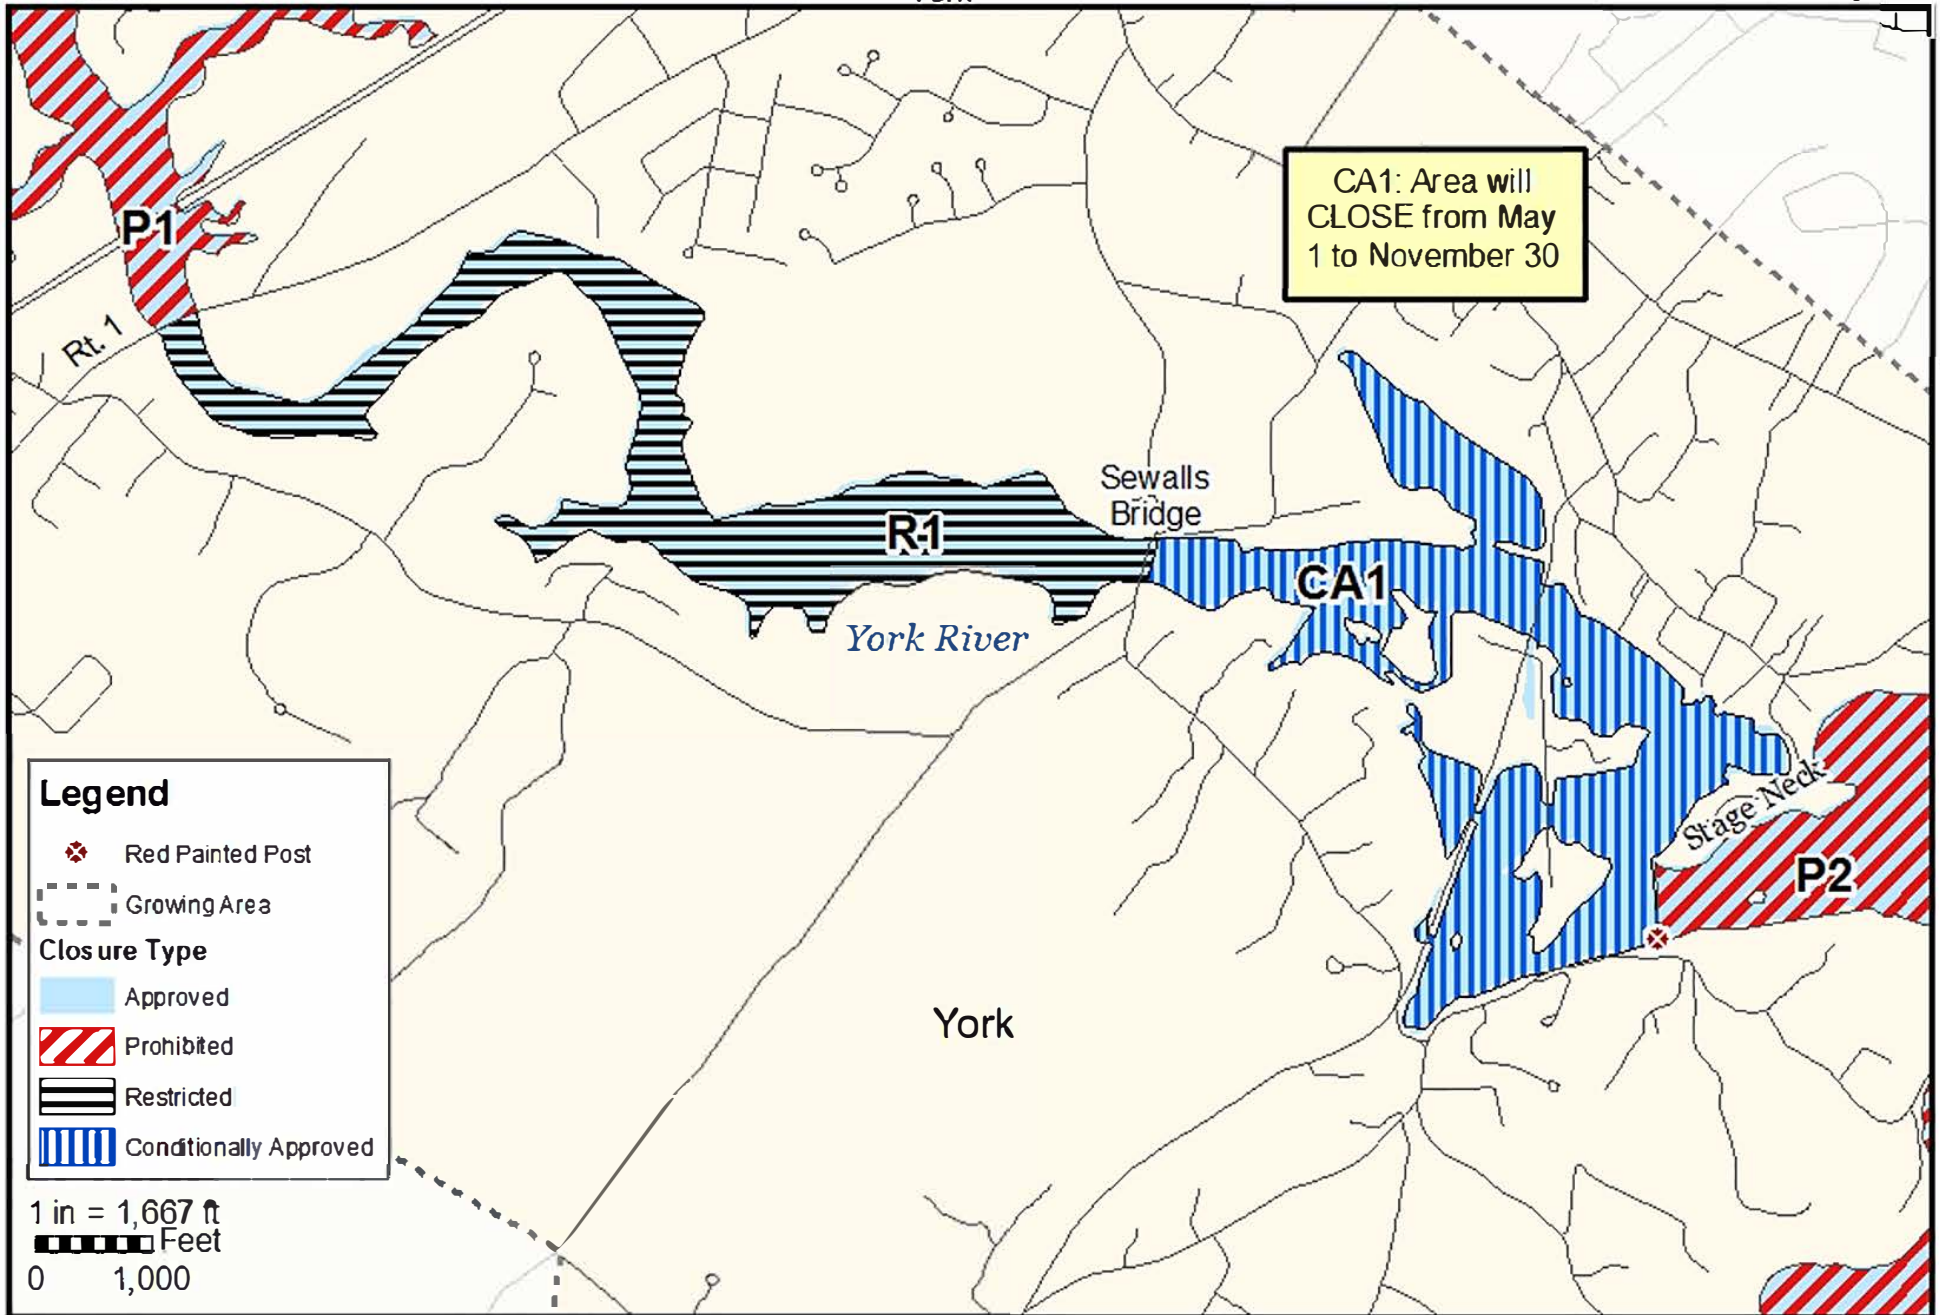 P1
CA1: Area will
CLOSE from May
1 to November 30
Rt. 1
Sewalls
Bridge
R1
CA1
York River
Stage Neck
P2
York
Legend
Red Painted Post
Growing Area
Closure Type
Approved
Prohibited
Restricted
Conditionally Approved
1 in = 1,667 ft
Feet
0 1,000